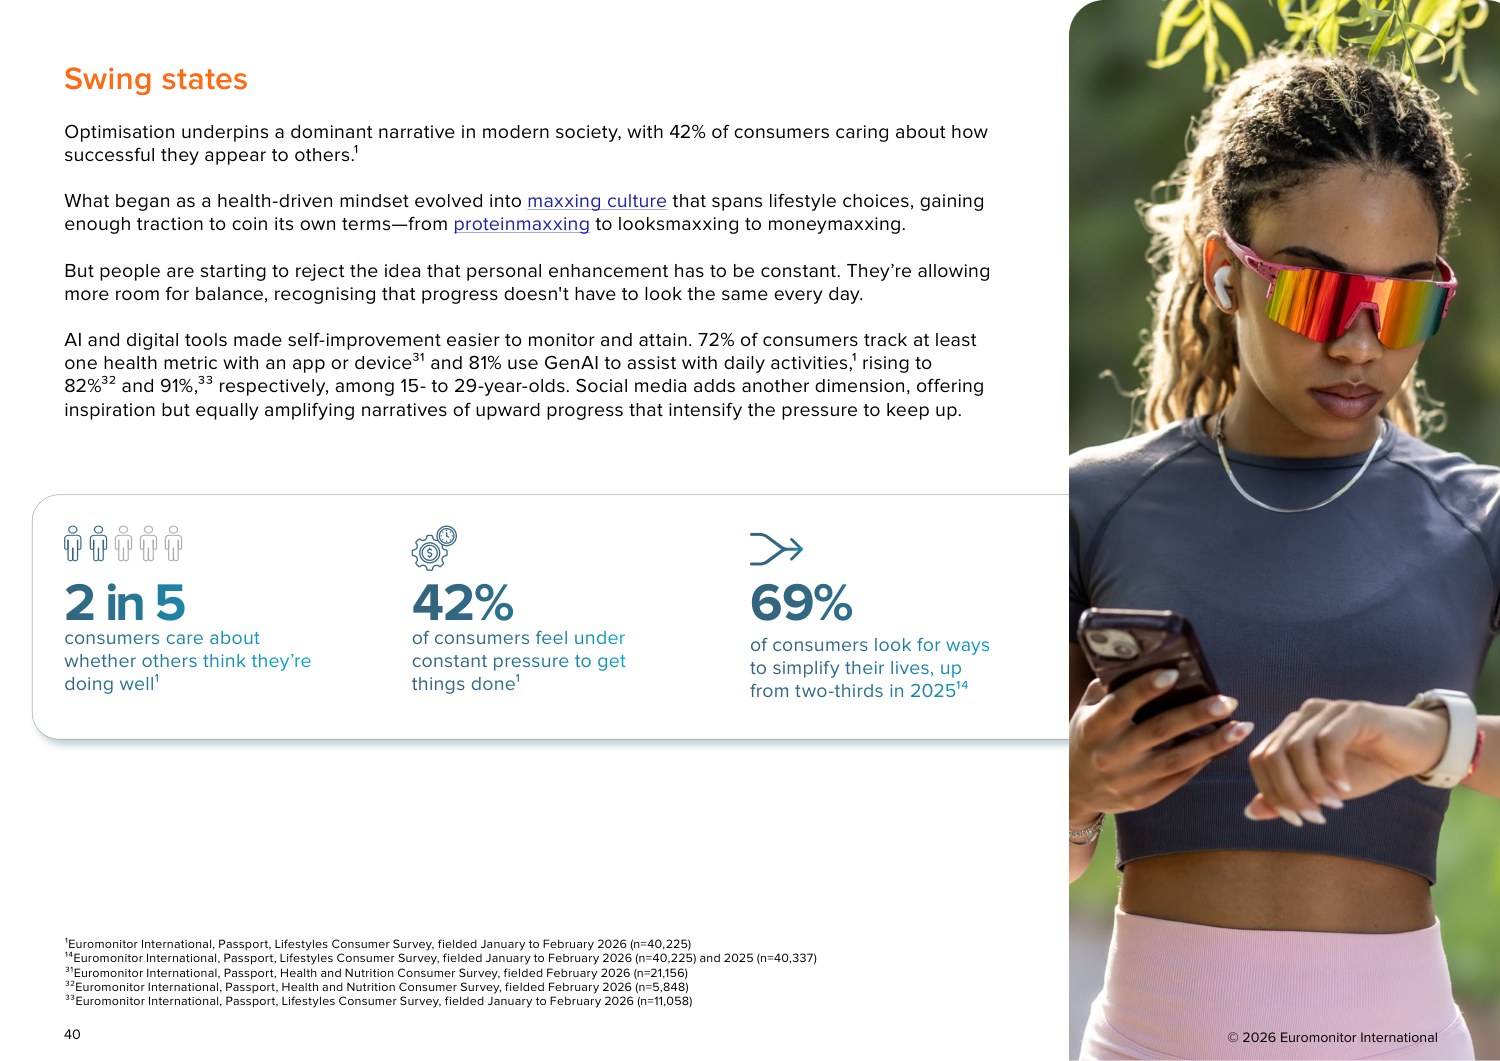 Swing states
Optimisation underpins a dominant narrative in modern society, with 42% of consumers caring about how
successful they appear to others.¹
What began as a health-driven mindset evolved into maxxing culture that spans lifestyle choices, gaining
enough traction to coin its own terms—from proteinmaxxing to looksmaxxing to moneymaxxing.
But people are starting to reject the idea that personal enhancement has to be constant. They’re allowing
more room for balance, recognising that progress doesn't have to look the same every day.
AI and digital tools made self-improvement easier to monitor and attain. 72% of consumers track at least
one health metric with an app or device³¹ and 81% use GenAI to assist with daily activities,¹ rising to
82%³² and 91%,³³ respectively, among 15- to 29-year-olds. Social media adds another dimension, offering
inspiration but equally amplifying narratives of upward progress that intensify the pressure to keep up.
2 in 5
consumers care about
whether others think they’re
doing well¹
42%
of consumers feel under
constant pressure to get
things done¹
69%
of consumers look for ways
to simplify their lives, up
from two-thirds in 2025¹⁴
¹Euromonitor International, Passport, Lifestyles Consumer Survey, fielded January to February 2026 (n=40,225)
¹⁴Euromonitor International, Passport, Lifestyles Consumer Survey, fielded January to February 2026 (n=40,225) and 2025 (n=40,337)
³¹Euromonitor International, Passport, Health and Nutrition Consumer Survey, fielded February 2026 (n=21,156)
³²Euromonitor International, Passport, Health and Nutrition Consumer Survey, fielded February 2026 (n=5,848)
³³Euromonitor International, Passport, Lifestyles Consumer Survey, fielded January to February 2026 (n=11,058)
40
© 2026 Euromonitor International